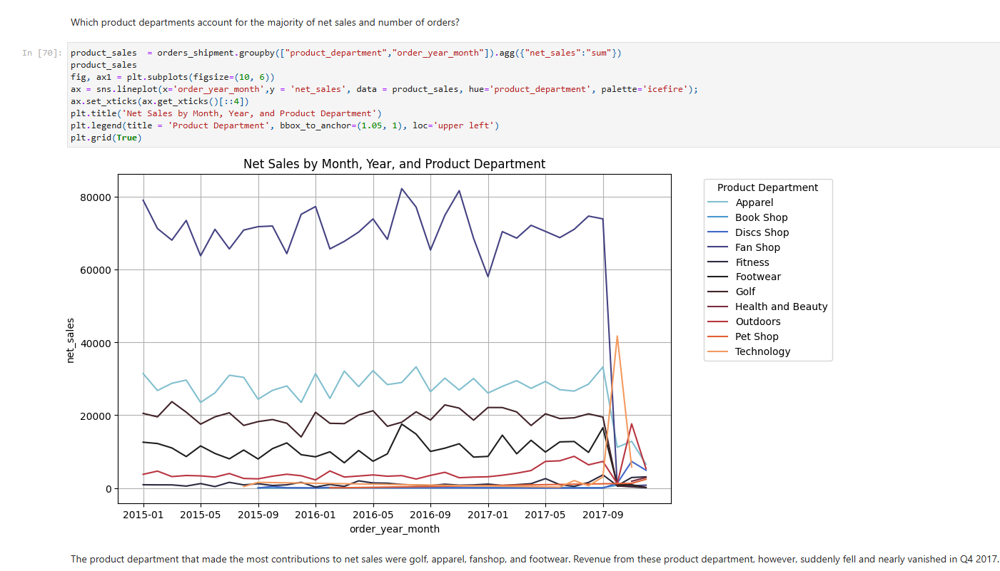 Which product departments account for the majority of net sales and number of orders?
In [70]:
product_sales  = orders_shipment.groupby(["product_department","order_year_month"]).agg({"net_sales":"sum"})
product_sales
fig, ax1 = plt.subplots(figsize=(10, 6))
ax = sns.lineplot(x='order_year_month',y = 'net_sales', data = product_sales, hue='product_department', palette='icefire');
ax.set_xticks(ax.get_xticks()[::4])
plt.title('Net Sales by Month, Year, and Product Department')
plt.legend(title = 'Product Department', bbox_to_anchor=(1.05, 1), loc='upper left')
plt.grid(True)
Net Sales by Month, Year, and Product Department
net_sales
80000
60000
40000
20000
0
2015-01 2015-05 2015-09 2016-01 2016-05 2016-09 2017-01 2017-05 2017-09
order_year_month
Product Department
Apparel
Book Shop
Discs Shop
Fan Shop
Fitness
Footwear
Golf
Health and Beauty
Outdoors
Pet Shop
Technology
The product department that made the most contributions to net sales were golf, apparel, fanshop, and footwear. Revenue from these product department, however, suddenly fell and nearly vanished in Q4 2017.